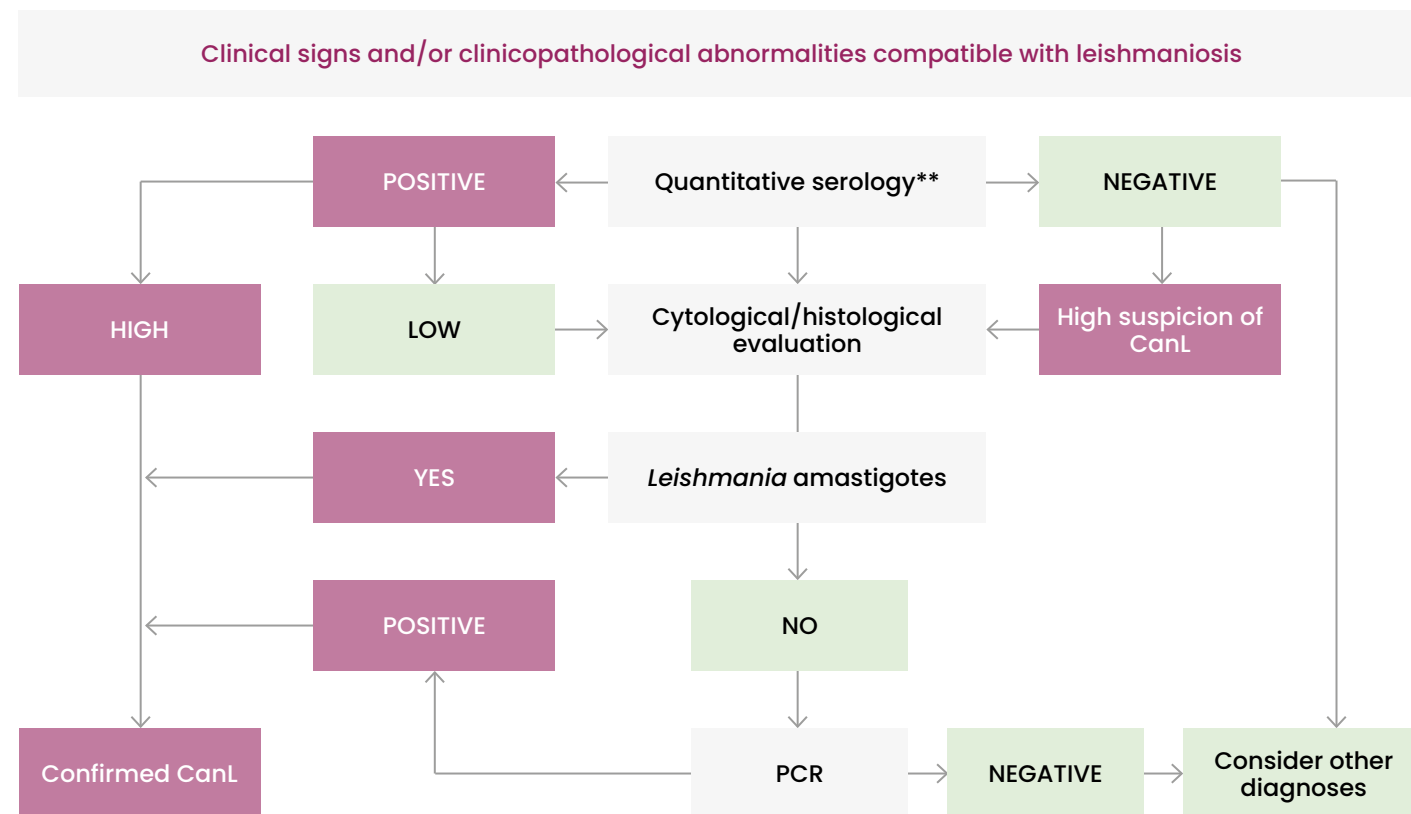 Clinical signs and/or clinicopathological abnormalities compatible with leishmaniosis
POSITIVE
Quantitative serology**
NEGATIVE
HIGH
LOW
Cytological/histological
evaluation
High suspicion of
CanL
YES
Leishmania amastigotes
POSITIVE
NO
Confirmed CanL
PCR
NEGATIVE
Consider other
diagnoses